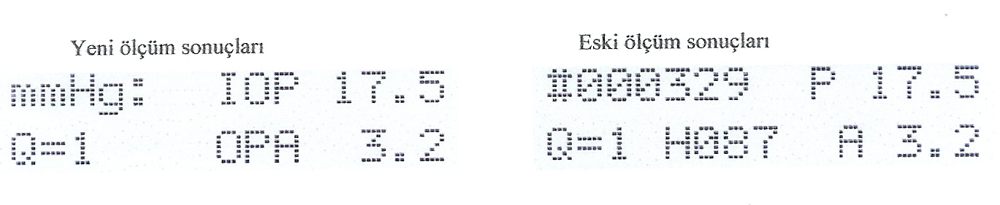 Yeni ölçüm sonuçları
mmHg: IOP 17.5
Q=1 OPA 3.2
Eski ölçüm sonuçları
#000329 P 17.5
Q=1 H087 A 3.2